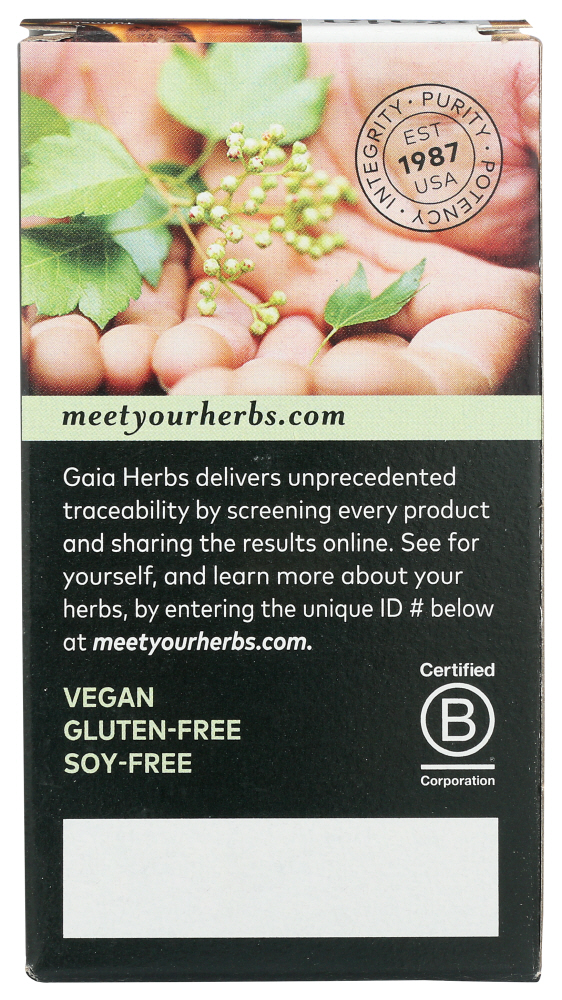 INTEGRITY · PURITY · POTENCY ·
EST
1987
USA
meetyourherbs.com
Gaia Herbs delivers unprecedented
traceability by screening every product
and sharing the results online. See for
yourself, and learn more about your
herbs, by entering the unique ID # below
at meetyourherbs.com.
Certified
B
®
Corporation
VEGAN
GLUTEN-FREE
SOY-FREE